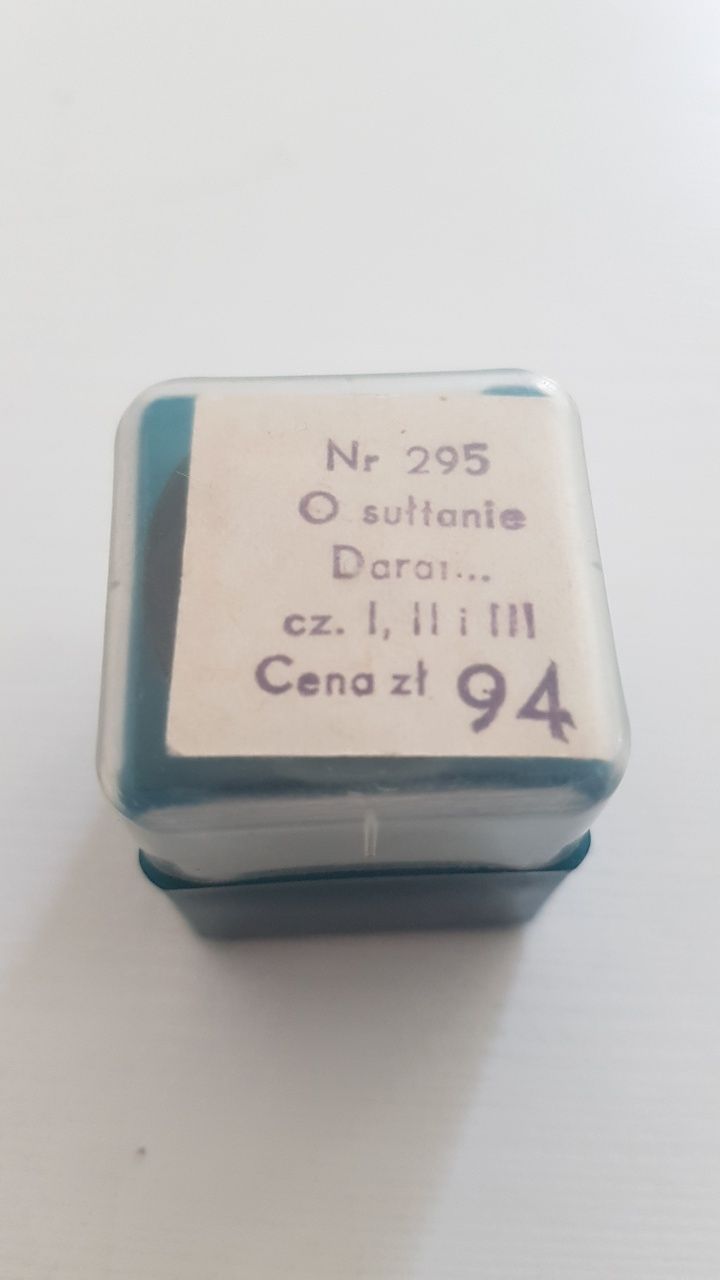 Nr 295
O sułtanie
Darai...
cz. I, II i III
Cena zł 94